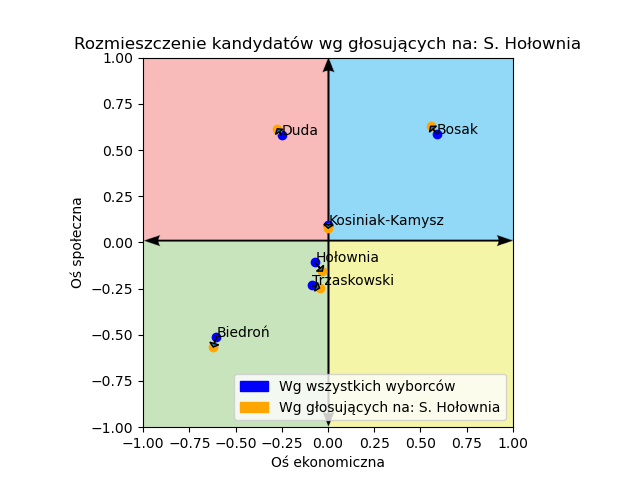 Rozmieszczenie kandydatów wg głosujących na: S. Hołownia
1.00
0.75
0.50
0.25
0.00
−0.25
−0.50
−0.75
−1.00
Oś społeczna
Duda
Bosak
Kosiniak-Kamysz
Hołownia
Trzaskowski
Biedroń
Wg wszystkich wyborców
Wg głosujących na: S. Hołownia
−1.00 −0.75 −0.50 −0.25 0.00 0.25 0.50 0.75 1.00
Oś ekonomiczna